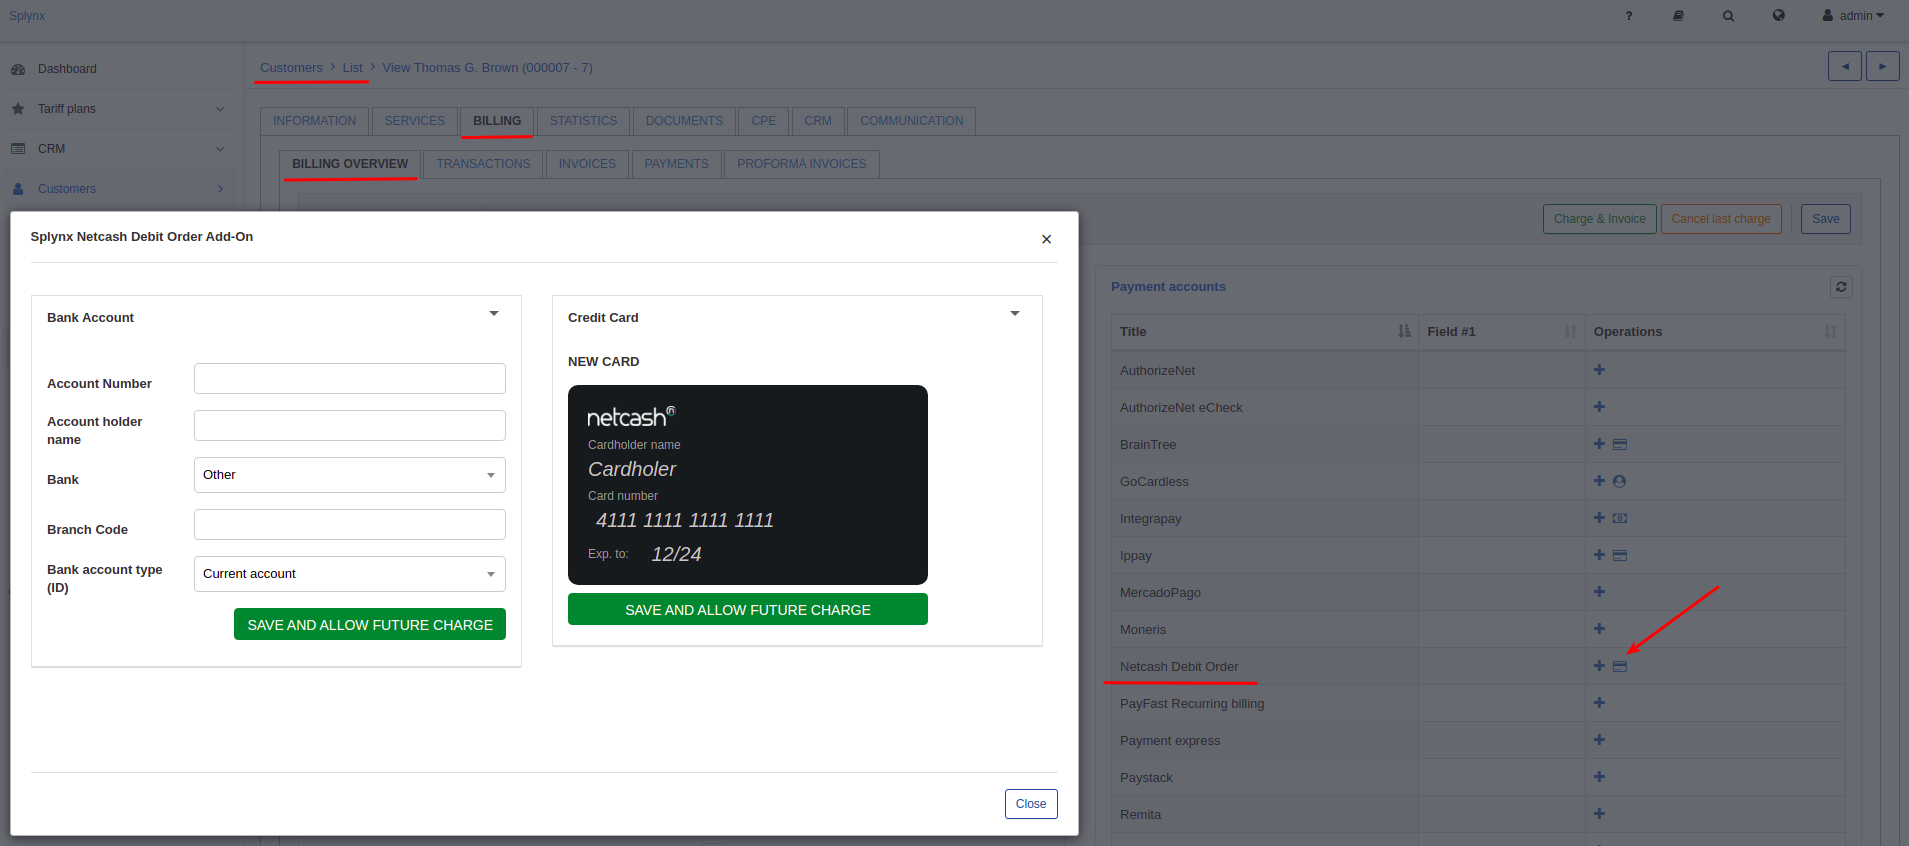 Splynx
?
admin
Dashboard
Tariff plans
CRM
Customers
Customers > List > View Thomas G. Brown (000007 - 7)
INFORMATION SERVICES BILLING STATISTICS DOCUMENTS CPE CRM COMMUNICATION
BILLING OVERVIEW TRANSACTIONS INVOICES PAYMENTS PROFORMA INVOICES
Charge & Invoice Cancel last charge Save
Splynx Netcash Debit Order Add-On
×
Bank Account
Account Number
Account holder
name
Bank
Other
Branch Code
Bank account type
(ID)
Current account
SAVE AND ALLOW FUTURE CHARGE
Credit Card
NEW CARD
netcash
Cardholder name
Cardholer
Card number
4111 1111 1111 1111
Exp. to: 12/24
SAVE AND ALLOW FUTURE CHARGE
Close
Payment accounts
Title Field #1 Operations
AuthorizeNet
AuthorizeNet eCheck
BrainTree
GoCardless
Integrapay
Ippay
MercadoPago
Moneris
Netcash Debit Order
PayFast Recurring billing
Payment express
Paystack
Remita